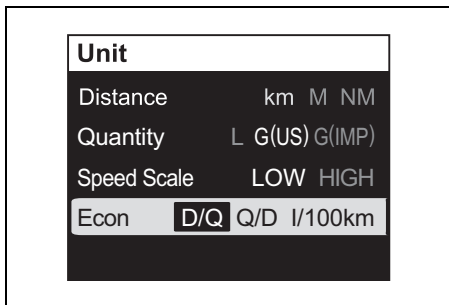 Unit
Distance km M NM
Quantity L G(US) G(IMP)
Speed Scale LOW HIGH
Econ D/Q Q/D l/100km